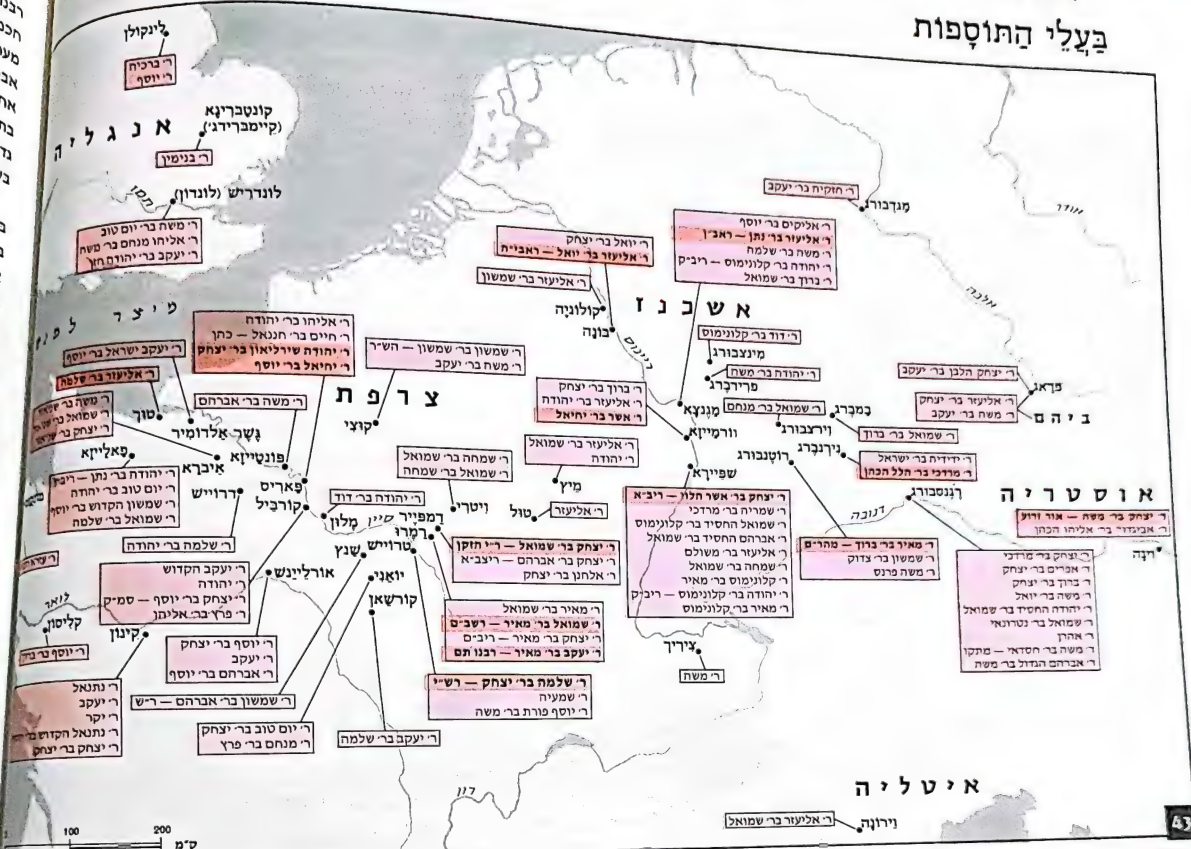 בַּעֲלֵי הַתּוֹסָפוֹת
לינקולן
ר׳ ברכיה
ר׳ יוסף
אנגליה
קונטברינא
(קיימברידג׳)
ר׳ בנימין
תמז
לונדריש (לונדון)
ר׳ משה בר׳ יום טוב
ר׳ אליהו מנחם בר׳ משה
ר׳ יעקב בר׳ יהודה חזן
מיצר
ר׳ חזקיה בר׳ יעקב
מגדבורג
אודר
אלבה
ר׳ אליקים בר׳ יוסף
ר׳ אליעזר בר׳ נתן — ראב״ן
ר׳ משה בר׳ שלמה
ר׳ יהודה בר׳ קלונימוס — ריב״ק
ר׳ ברוך בר׳ שמואל
ר׳ יואל בר׳ יצחק
ר׳ אליעזר בר׳ יואל — ראבי״ה
ר׳ אליעזר בר׳ שמשון
קולוניה
בונה
ריינוס
אשכנז
ר׳ דוד בר׳ קלונימוס
מינצבורג
ר׳ יהודה בר׳ משה
פרידברג
ר׳ אליהו בר׳ יהודה
ר׳ חיים בר׳ חננאל — כהן
ר׳ יהודה שירליאון בר׳ יצחק
ר׳ יחיאל בר׳ יוסף
ר׳ יעקב ישראל בר׳ יוסף
ר׳ אליעזר בר׳ שלמה
ר׳ שמשון בר׳ שמשון — הש״ר
ר׳ משה בר׳ יעקב
קוצי
צרפת
ר׳ משה בר׳ אברהם
טוך
גשר אלדומיר
פונטייזא
איברא
פאלייזא
פאריס
קורביל
דרוייש
ר׳ יהודה בר׳ נתן — ריב״ן
ר׳ יום טוב בר׳ יהודה
ר׳ שמשון הקדוש בר׳ יוסף
ר׳ שמואל בר׳ שלמה
ר׳ שלמה בר׳ יהודה
ר׳ ברוך בר׳ יצחק
ר׳ אליעזר בר׳ יהודה
ר׳ אשר בר׳ יחיאל
מגנצא
וורמייזא
שפיירא
ר׳ שמואל בר׳ מנחם
וירצבורג
במברג
ר׳ שמואל בר׳ ברוך
ר׳ יצחק הלבן בר׳ יעקב
ר׳ אליעזר בר׳ יצחק
ר׳ משה בר׳ יעקב
פראג
ביהם
נירנברג
ר׳ ידידיה בר׳ ישראל
ר׳ מרדכי בר׳ הלל הכהן
רוטנבורג
רגנסבורג
דנובה
אוסטריה
ר׳ יצחק בר׳ משה — אור זרוע
ר׳ אביגדור בר׳ אליהו הכהן
וינה
ר׳ שמחה בר׳ שמואל
ר׳ שמואל בר׳ שמחה
ויטרי
ר׳ אליעזר בר׳ שמואל
ר׳ יהודה
מיץ
ר׳ אליעזר
טול
ר׳ יהודה בר׳ דוד
מלון
סיין
דמפייר
רמרו
טרוייש
שנץ
יואני
קורשאן
אורליינש
ר׳ יצחק בר׳ שמואל — ר״י הזקן
ר׳ יצחק בר׳ אברהם — ריצב״א
ר׳ אלחנן בר׳ יצחק
ר׳ יצחק בר׳ אשר הלוי — ריב״א
ר׳ שמריה בר׳ מרדכי
ר׳ שמואל החסיד בר׳ קלונימוס
ר׳ אברהם החסיד בר׳ שמואל
ר׳ אליעזר בר׳ משולם
ר׳ שמחה בר׳ שמואל
ר׳ קלונימוס בר׳ מאיר
ר׳ יהודה בר׳ קלונימוס — ריב״ק
ר׳ מאיר בר׳ קלונימוס
ר׳ מאיר בר׳ ברוך — מהר״ם
ר׳ שמשון בר׳ צדוק
ר׳ משה פרנס
ר׳ יצחק בר׳ מרדכי
ר׳ אפרים בר׳ יצחק
ר׳ ברוך בר׳ יצחק
ר׳ משה בר׳ יואל
ר׳ יהודה החסיד בר׳ שמואל
ר׳ שמואל בר׳ נטרונאי
ר׳ אהרן
ר׳ משה בר׳ חסדאי — מתקו
ר׳ אברהם הגדול בר׳ משה
ר׳ יעקב הקדוש
ר׳ יהודה
ר׳ יצחק בר׳ יוסף — סמ״ק
ר׳ פרץ בר׳ אליהו
לואר
קליסון
קינון
ר׳ יוסף בר׳ יצחק
ר׳ יעקב
ר׳ אברהם בר׳ יוסף
ר׳ מאיר בר׳ שמואל
ר׳ שמואל בר׳ מאיר — רשב״ם
ר׳ יצחק בר׳ מאיר — ריב״ם
ר׳ יעקב בר׳ מאיר — רבנו תם
ציריך
ר׳ משה
ר׳ שלמה בר׳ יצחק — רש״י
ר׳ שמעיה
ר׳ יוסף פורת בר׳ משה
ר׳ שמשון בר׳ אברהם — ר״ש
ר׳ נתנאל
ר׳ יעקב
ר׳ יקר
ר׳ נתנאל הקדוש
ר׳ יצחק בר׳ יצחק
ר׳ יום טוב בר׳ יצחק
ר׳ מנחם בר׳ פרץ
ר׳ יעקב בר׳ שלמה
רון
איטליה
ר׳ אליעזר בר׳ שמואל
וירונה
100 200
ק״מ
43